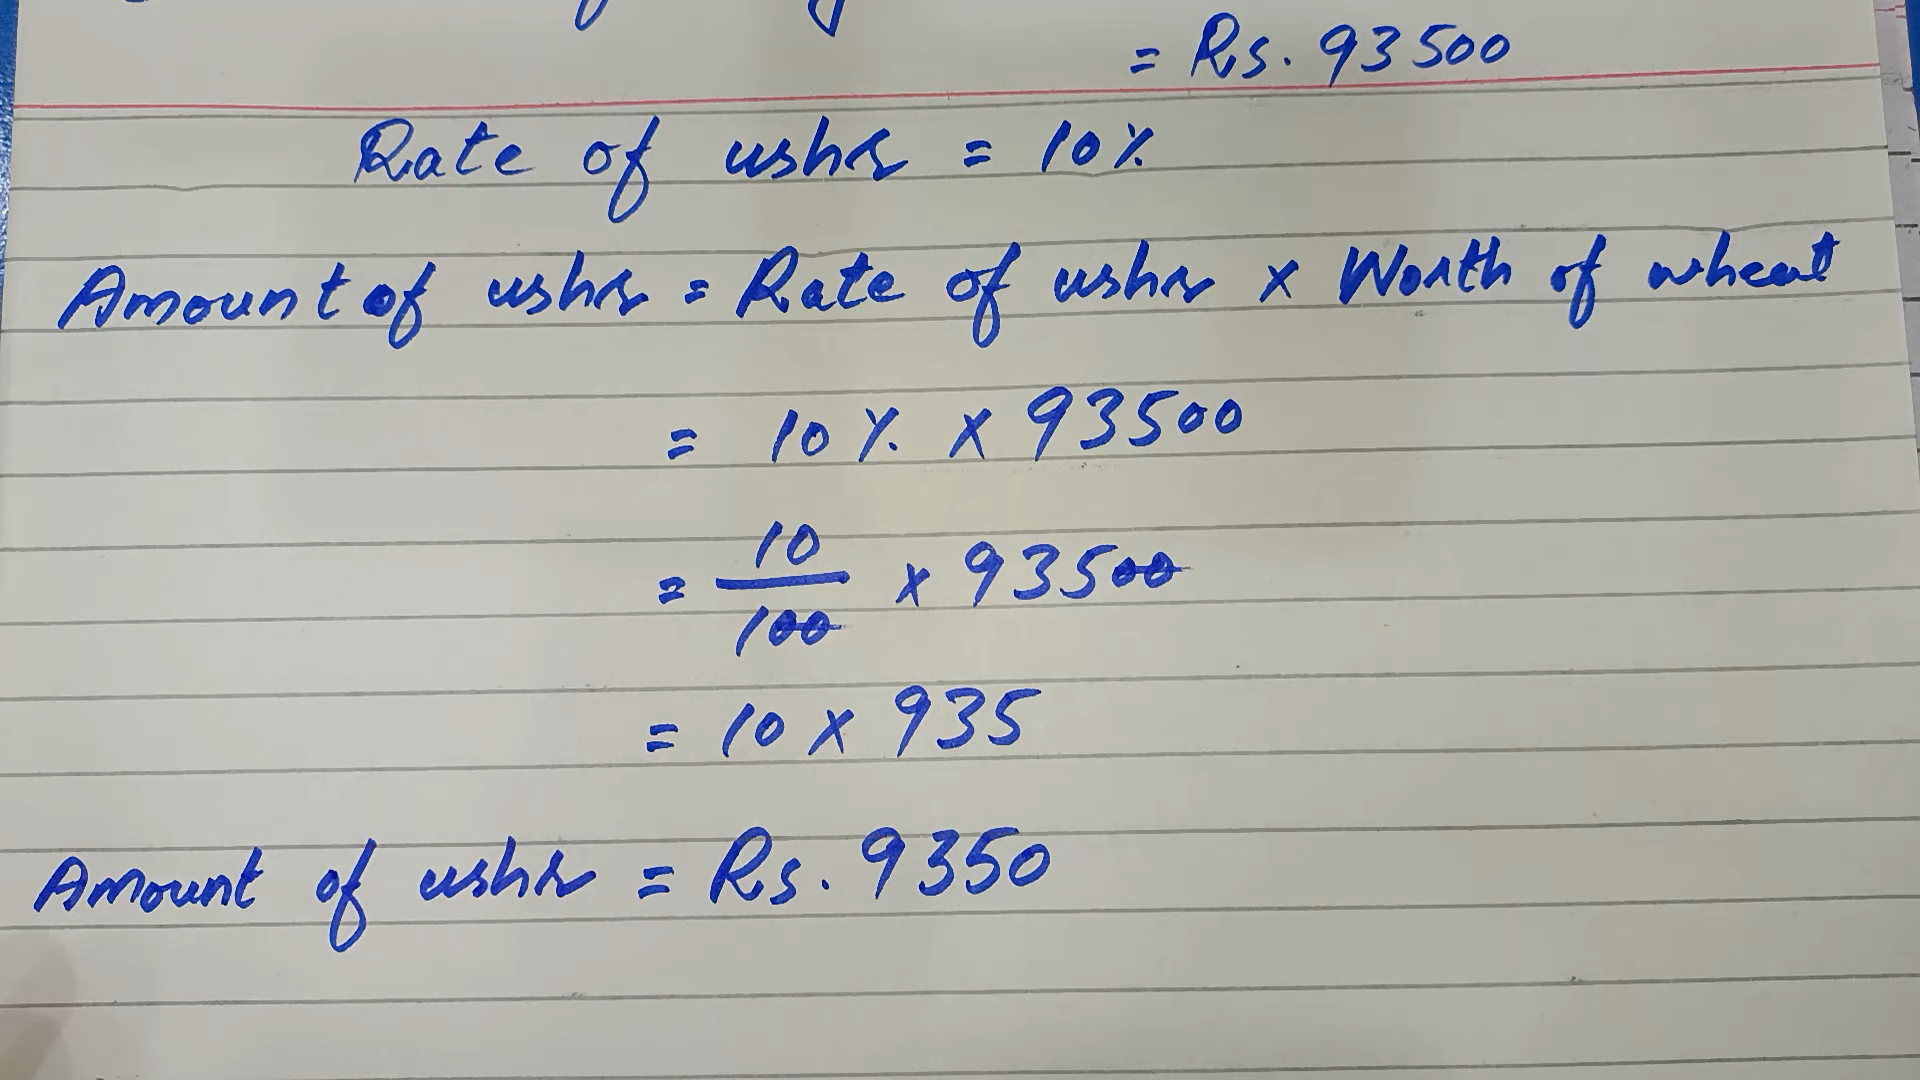 = Rs. 93500
Rate of ushr = 10%
Amount of ushr = Rate of ushr x Worth of wheat
= 10% x 93500
= 10/100 x 93500
= 10 x 935
Amount of ushr = Rs. 9350